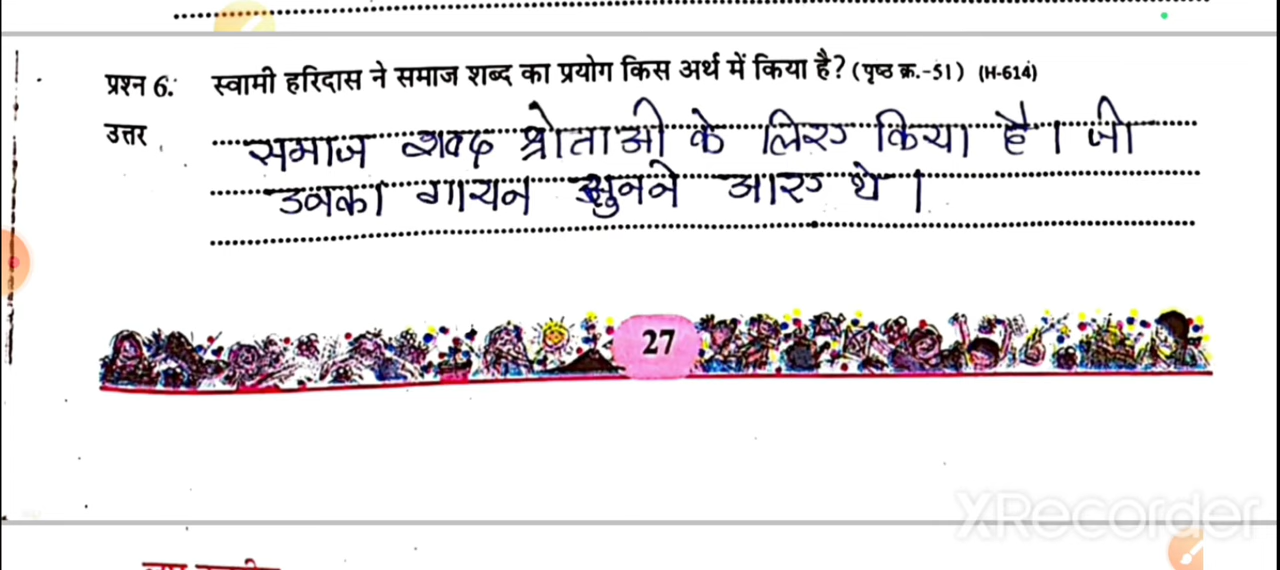 प्रश्न 6. स्वामी हरिदास ने समाज शब्द का प्रयोग किस अर्थ में किया है? (पृष्ठ क्र.-51) (H-614)
उत्तर
समाज शब्द श्रोताओ के लिए किया है। जो
उनका गायन सुनने आए थे।
27
XRecorder